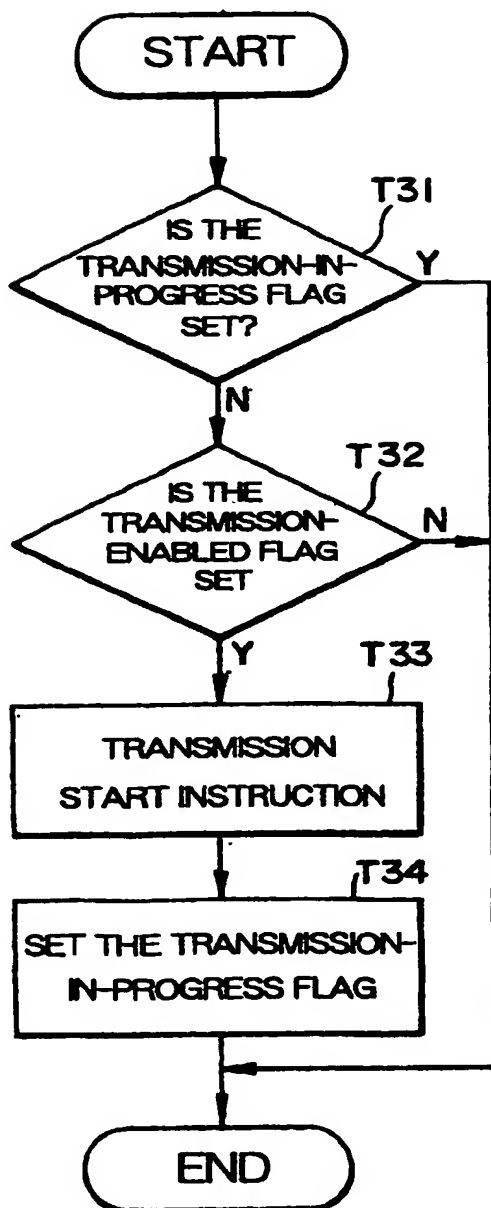 START
T31
IS THE
TRANSMISSION-IN-
PROGRESS FLAG
SET?
Y
N
T32
IS THE
TRANSMISSION-
ENABLED FLAG
SET
N
Y
T33
TRANSMISSION
START INSTRUCTION
T34
SET THE TRANSMISSION-
IN-PROGRESS FLAG
END